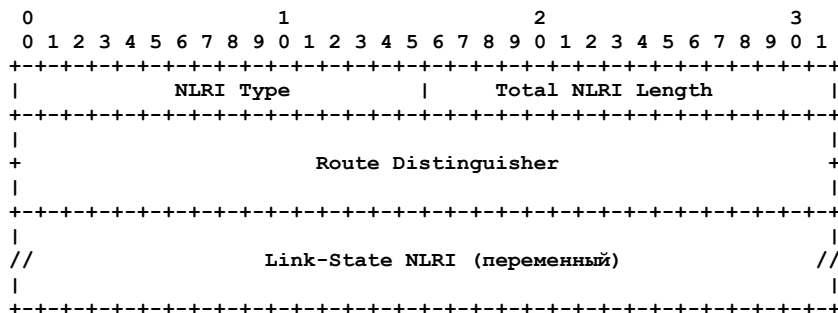 0                   1                   2                   3
 0 1 2 3 4 5 6 7 8 9 0 1 2 3 4 5 6 7 8 9 0 1 2 3 4 5 6 7 8 9 0 1
+-+-+-+-+-+-+-+-+-+-+-+-+-+-+-+-+-+-+-+-+-+-+-+-+-+-+-+-+-+-+-+-+
|            NLRI Type          |     Total NLRI Length         |
+-+-+-+-+-+-+-+-+-+-+-+-+-+-+-+-+-+-+-+-+-+-+-+-+-+-+-+-+-+-+-+-+
|                                                               |
+                       Route Distinguisher                     +
|                                                               |
+-+-+-+-+-+-+-+-+-+-+-+-+-+-+-+-+-+-+-+-+-+-+-+-+-+-+-+-+-+-+-+-+
|                                                               |
//                  Link-State NLRI (переменный)               //
|                                                               |
+-+-+-+-+-+-+-+-+-+-+-+-+-+-+-+-+-+-+-+-+-+-+-+-+-+-+-+-+-+-+-+-+